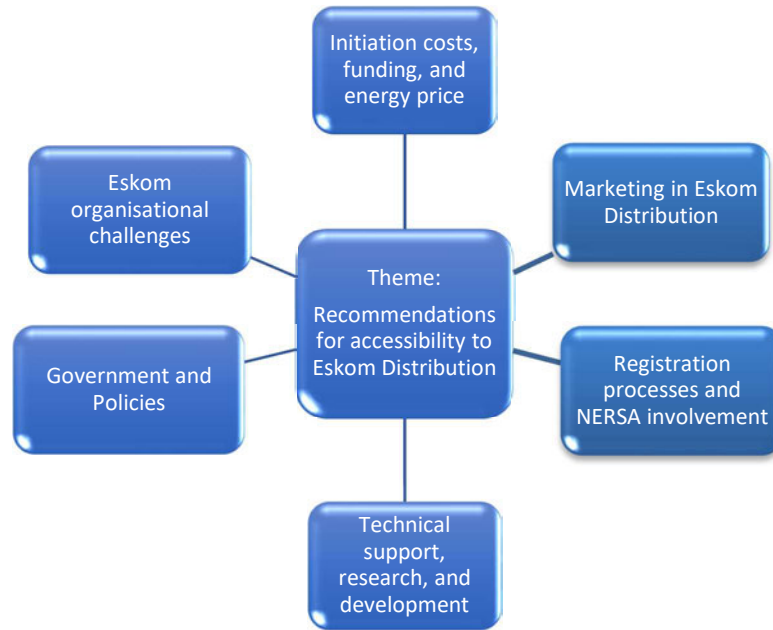 Initiation costs,
funding, and
energy price
Eskom
organisational
challenges
Marketing in Eskom
Distribution
Theme:
Recommendations
for accessibility to
Eskom Distribution
Government and
Policies
Registration
processes and
NERSA involvement
Technical
support,
research, and
development